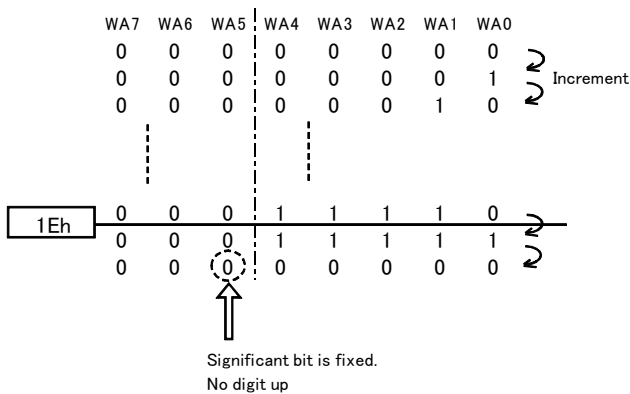 WA7 WA6 WA5 WA4 WA3 WA2 WA1 WA0
0 0 0 0 0 0 0 0
0 0 0 0 0 0 0 1 Increment
0 0 0 0 0 0 1 0
1Eh 0 0 0 1 1 1 1 0
0 0 0 1 1 1 1 1
0 0 0 0 0 0 0 0
Significant bit is fixed.
No digit up